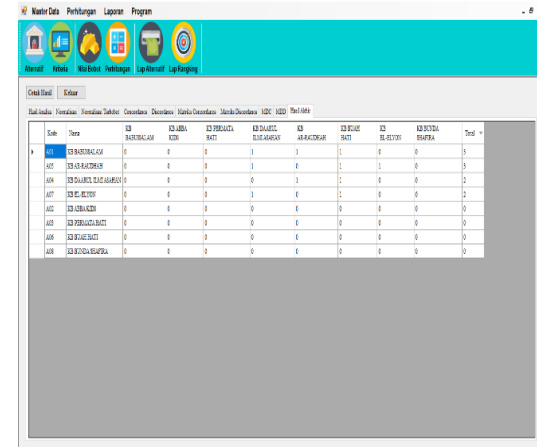 Master Data Perhitungan Laporan Program
Alternatif Kriteria Nilai Bobot Perhitungan Lap Alternatif Lap Rangking
Cetak Hasil Keluar
Hasil Analisa Normalisasi Normalisasi Terbobot Concordance Discordance Matriks Concordance Matriks Discordance MDC MDD Hasil Akhir
Kode Nama KB BABUSSALAM KB ABBA KIDDI KB PERMATA HATI KB DAARUL ILMI ASAHAN KB AR-RAUDHAH KB BUAH HATI KB EL-ELYON KB BUNDA SHAFIRA Total
A01 KB BABUSSALAM 0 0 0 1 1 1 0 0 3
A05 KB AR-RAUDHAH 0 0 0 1 0 1 1 0 3
A04 KB DAARUL ILMI ASAHAN 0 0 0 0 1 1 0 0 2
A07 KB EL-ELYON 0 0 0 1 0 1 0 0 2
A02 KB ABBA KIDDI 0 0 0 0 0 0 0 0 0
A03 KB PERMATA HATI 0 0 0 0 0 0 0 0 0
A06 KB BUAH HATI 0 0 0 0 0 0 0 0 0
A08 KB BUNDA SHAFIRA 0 0 0 0 0 0 0 0 0